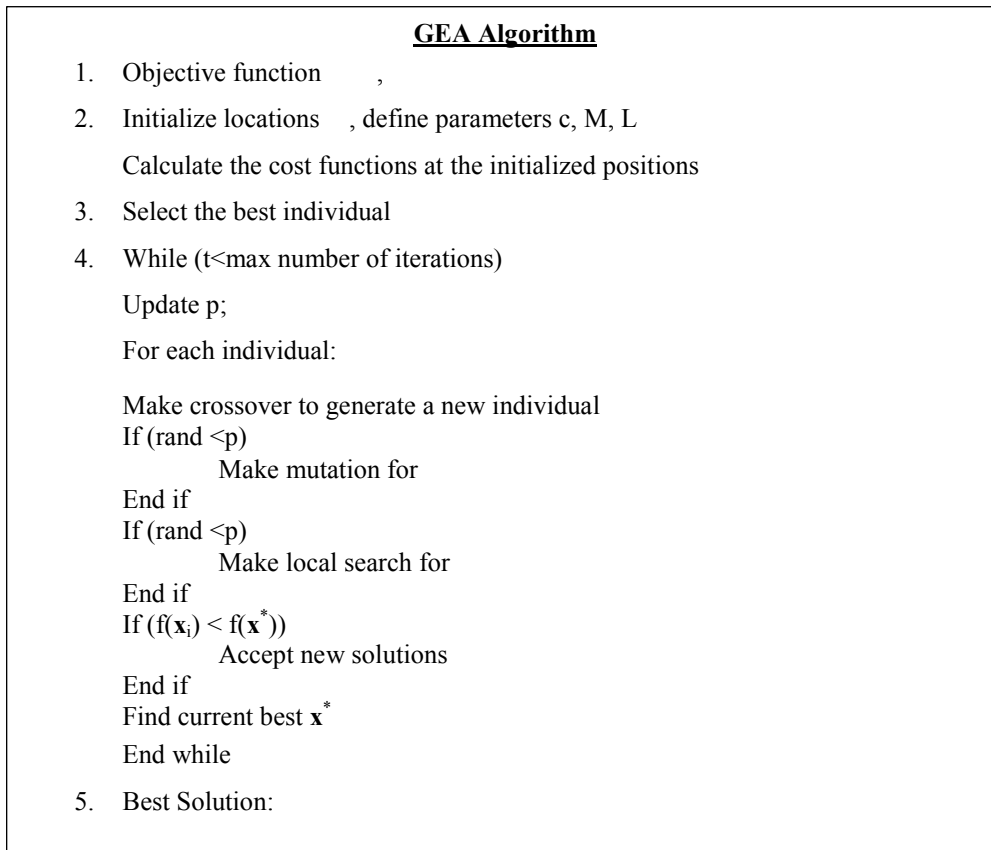 GEA Algorithm
1. Objective function ,
2. Initialize locations , define parameters c, M, L
Calculate the cost functions at the initialized positions
3. Select the best individual
4. While (t<max number of iterations)
Update p;
For each individual:
Make crossover to generate a new individual
If (rand <p)
Make mutation for
End if
If (rand <p)
Make local search for
End if
If (f(xᵢ) < f(x*))
Accept new solutions
End if
Find current best x*
End while
5. Best Solution: